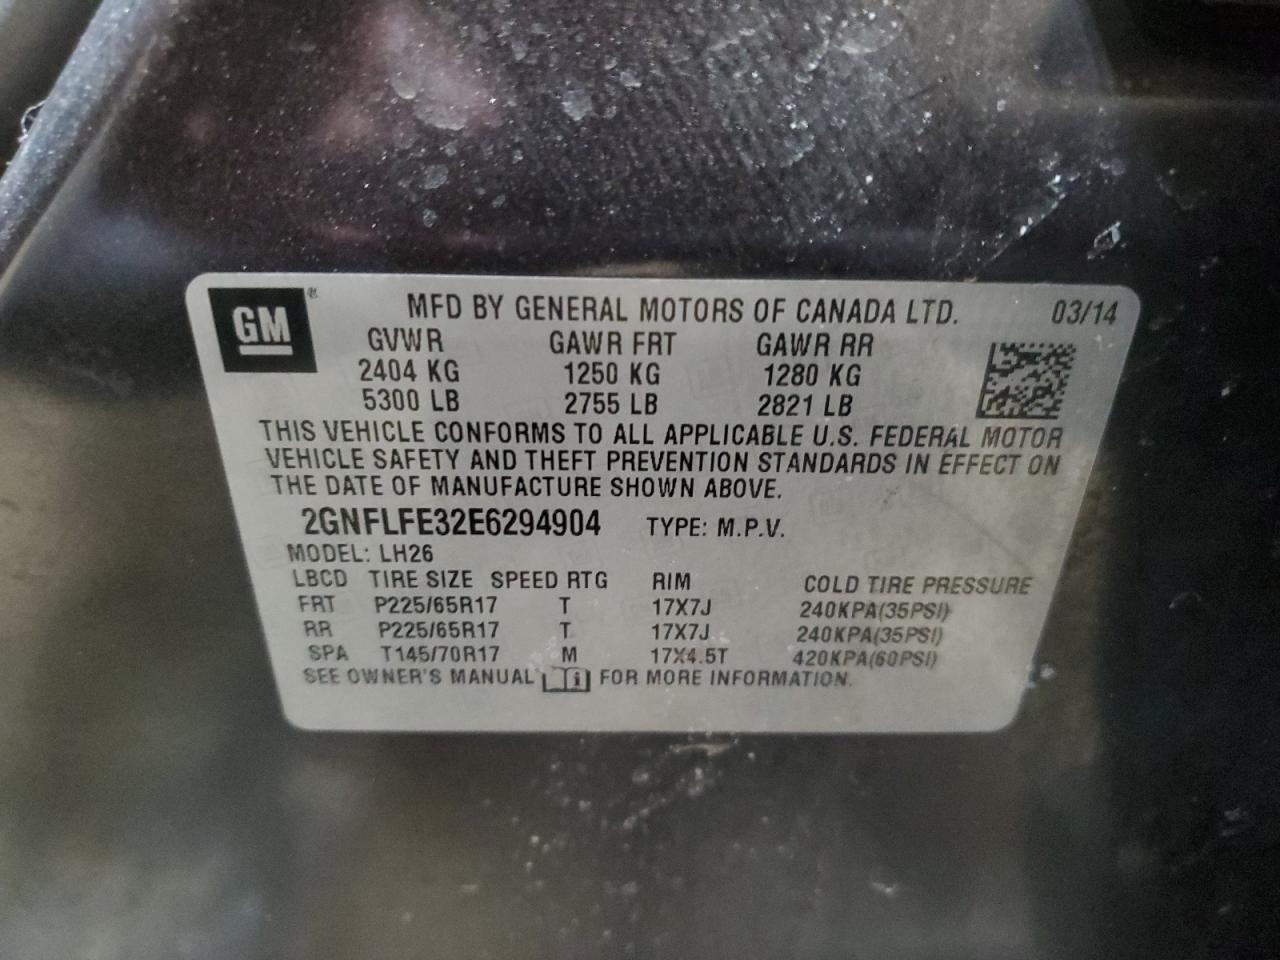 GM ® MFD BY GENERAL MOTORS OF CANADA LTD. 03/14
GVWR GAWR FRT GAWR RR
2404 KG 1250 KG 1280 KG
5300 LB 2755 LB 2821 LB
THIS VEHICLE CONFORMS TO ALL APPLICABLE U.S. FEDERAL MOTOR
VEHICLE SAFETY AND THEFT PREVENTION STANDARDS IN EFFECT ON
THE DATE OF MANUFACTURE SHOWN ABOVE.
2GNFLFE32E6294904 TYPE: M.P.V.
MODEL: LH26
LBCD TIRE SIZE SPEED RTG RIM COLD TIRE PRESSURE
FRT P225/65R17 T 17X7J 240KPA(35PSI)
RR P225/65R17 T 17X7J 240KPA(35PSI)
SPA T145/70R17 M 17X4.5T 420KPA(60PSI)
SEE OWNER'S MANUAL FOR MORE INFORMATION.